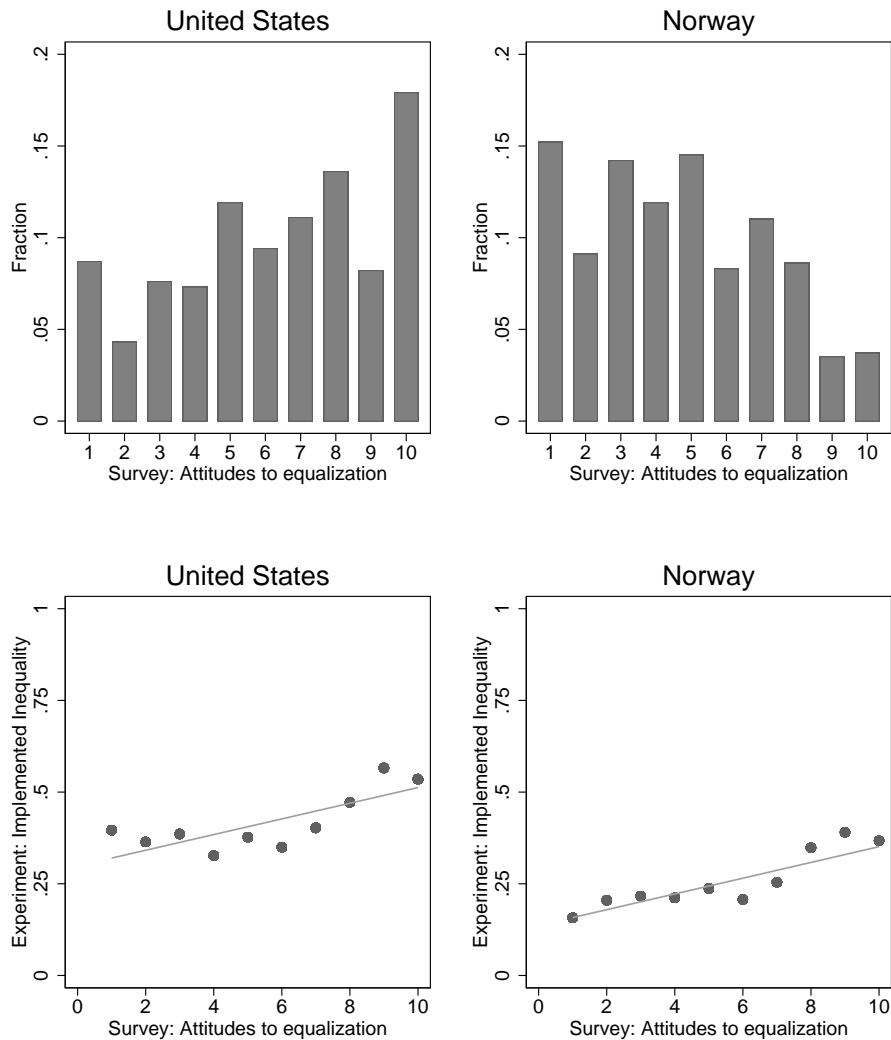 United States
Fraction
0 .05 .1 .15 .2
1 2 3 4 5 6 7 8 9 10
Survey: Attitudes to equalization
Norway
Fraction
0 .05 .1 .15 .2
1 2 3 4 5 6 7 8 9 10
Survey: Attitudes to equalization
United States
Experiment: Implemented Inequality
0 .25 .5 .75 1
0 2 4 6 8 10
Survey: Attitudes to equalization
Norway
Experiment: Implemented Inequality
0 .25 .5 .75 1
0 2 4 6 8 10
Survey: Attitudes to equalization